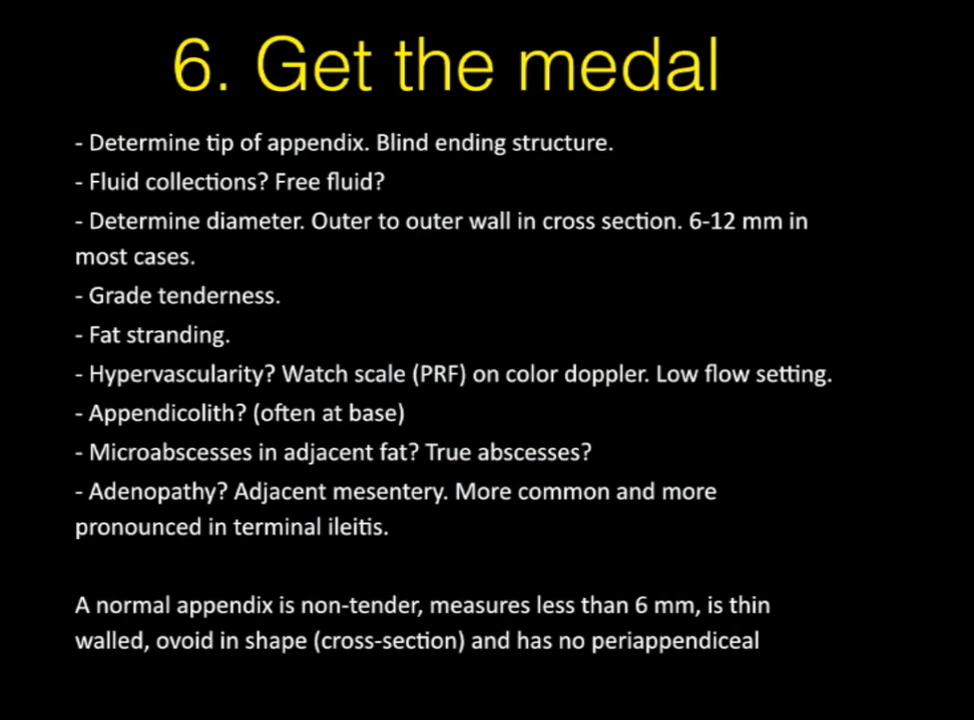 6. Get the medal
- Determine tip of appendix. Blind ending structure.
- Fluid collections? Free fluid?
- Determine diameter. Outer to outer wall in cross section. 6-12 mm in
most cases.
- Grade tenderness.
- Fat stranding.
- Hypervascularity? Watch scale (PRF) on color doppler. Low flow setting.
- Appendicolith? (often at base)
- Microabscesses in adjacent fat? True abscesses?
- Adenopathy? Adjacent mesentery. More common and more
pronounced in terminal ileitis.
A normal appendix is non-tender, measures less than 6 mm, is thin
walled, ovoid in shape (cross-section) and has no periappendiceal